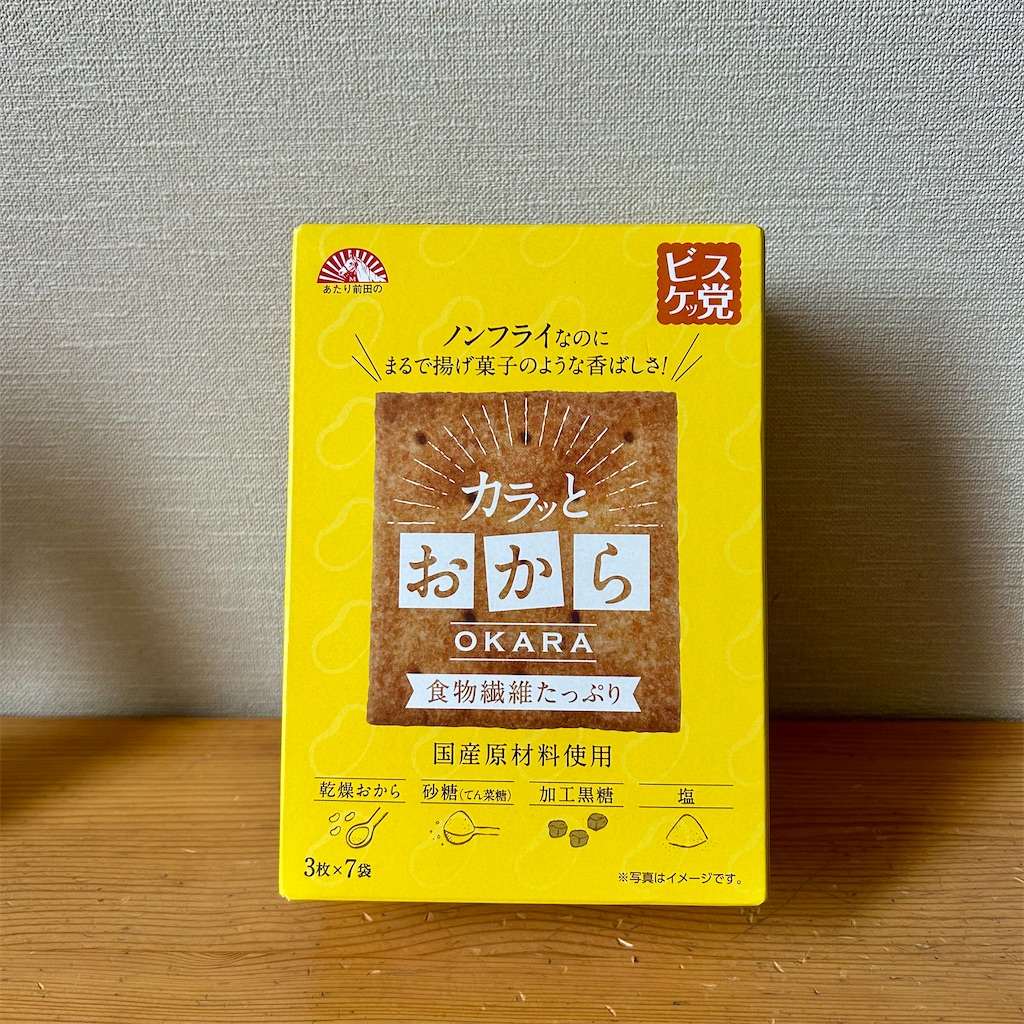 M
あたり前田の
ビス
ケッ党
ノンフライなのに
まるで揚げ菓子のような香ばしさ!
カラッと
おから
OKARA
食物繊維たっぷり
国産原材料使用
乾燥おから 砂糖(てん菜糖) 加工黒糖 塩
3枚×7袋
※写真はイメージです。